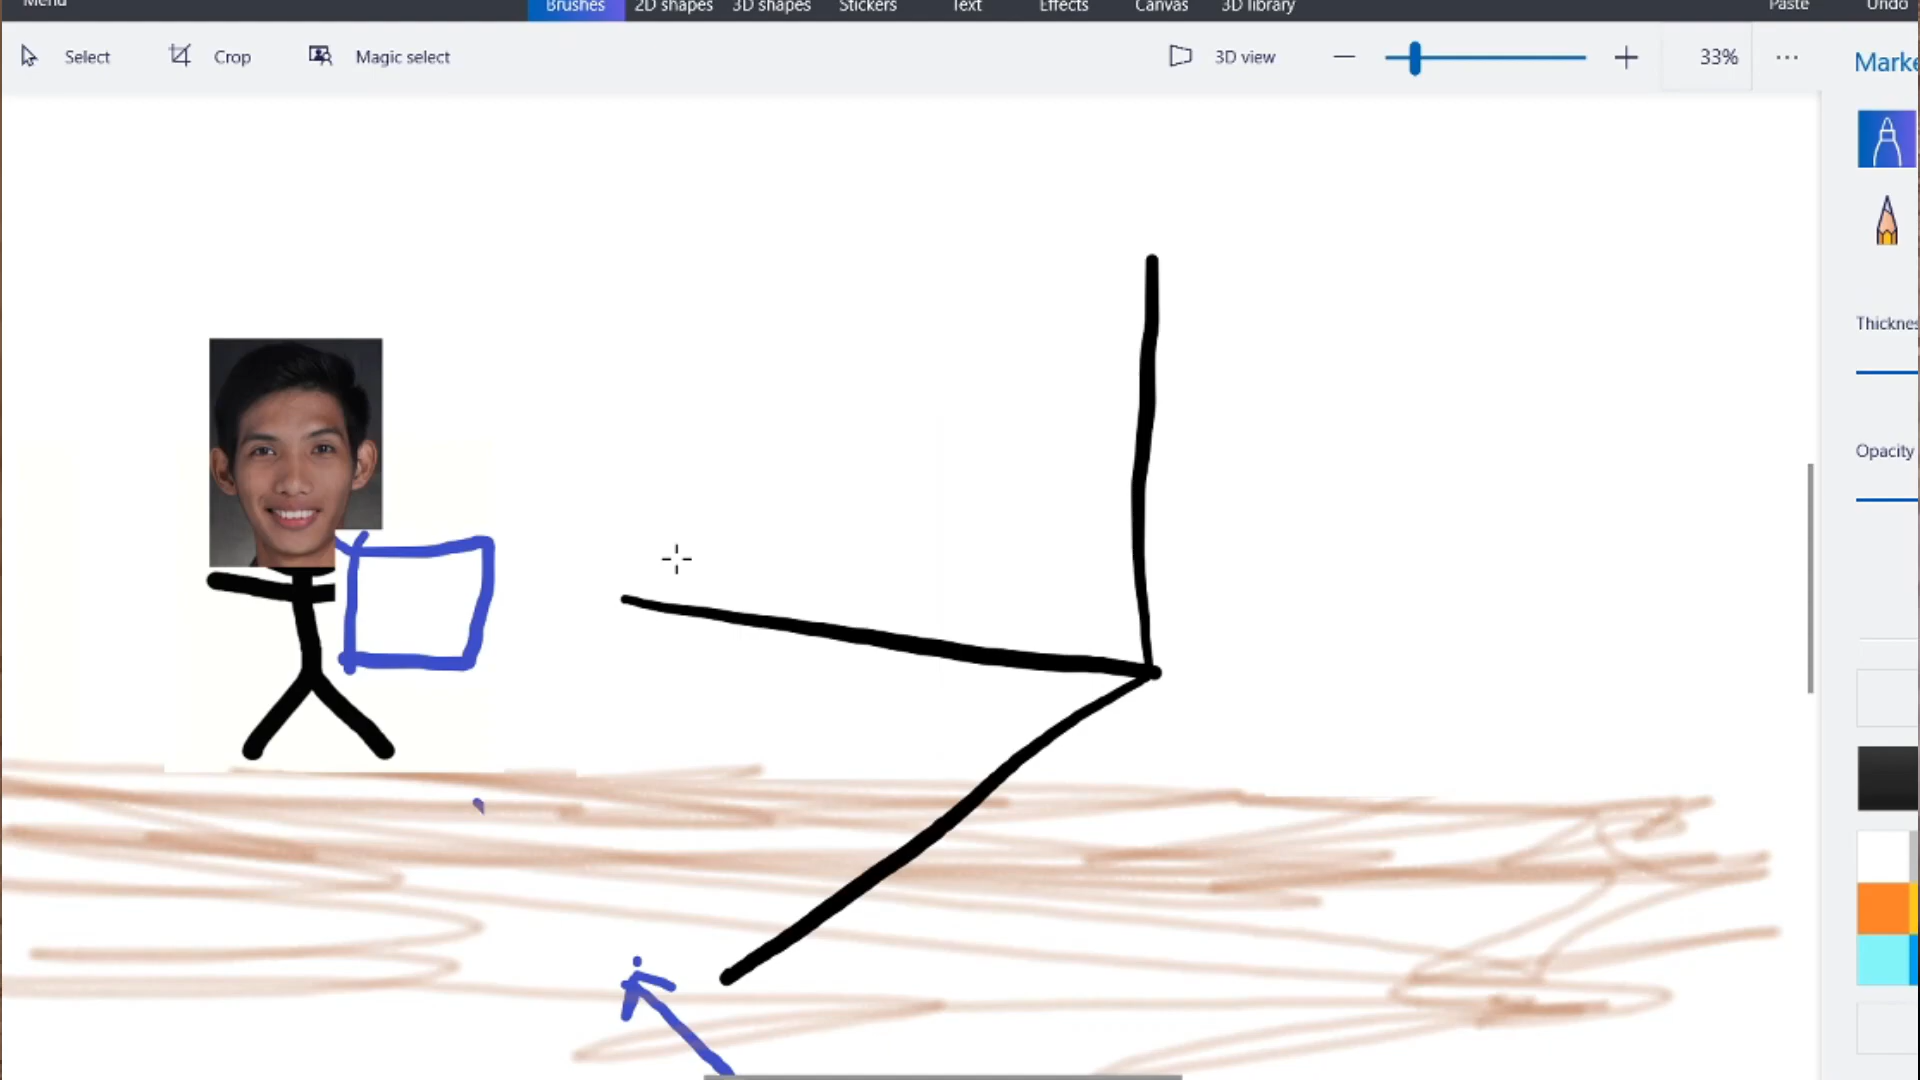 Menu Brushes 2D shapes 3D shapes Stickers Text Effects Canvas 3D library Paste Undo
Select Crop Magic select 3D view 33% ...
Marke
Thicknes
Opacity